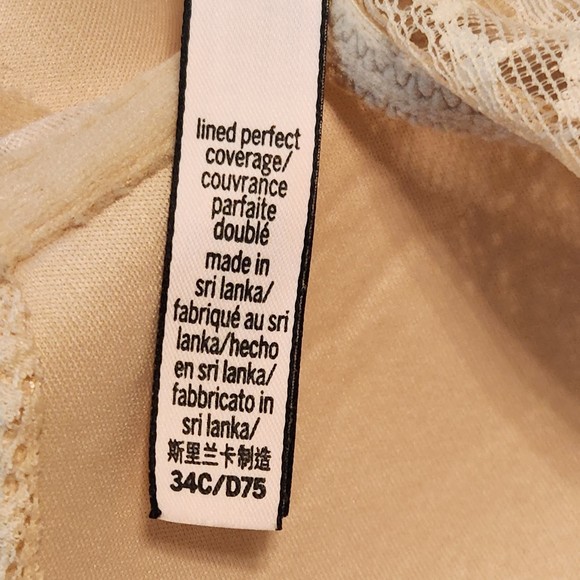 lined perfect
coverage/
couvrance
parfaite
doublé
made in
sri lanka/
fabriqué au sri
lanka/hecho
en sri lanka/
fabbricato in
sri lanka/
斯里兰卡制造
34C/D75